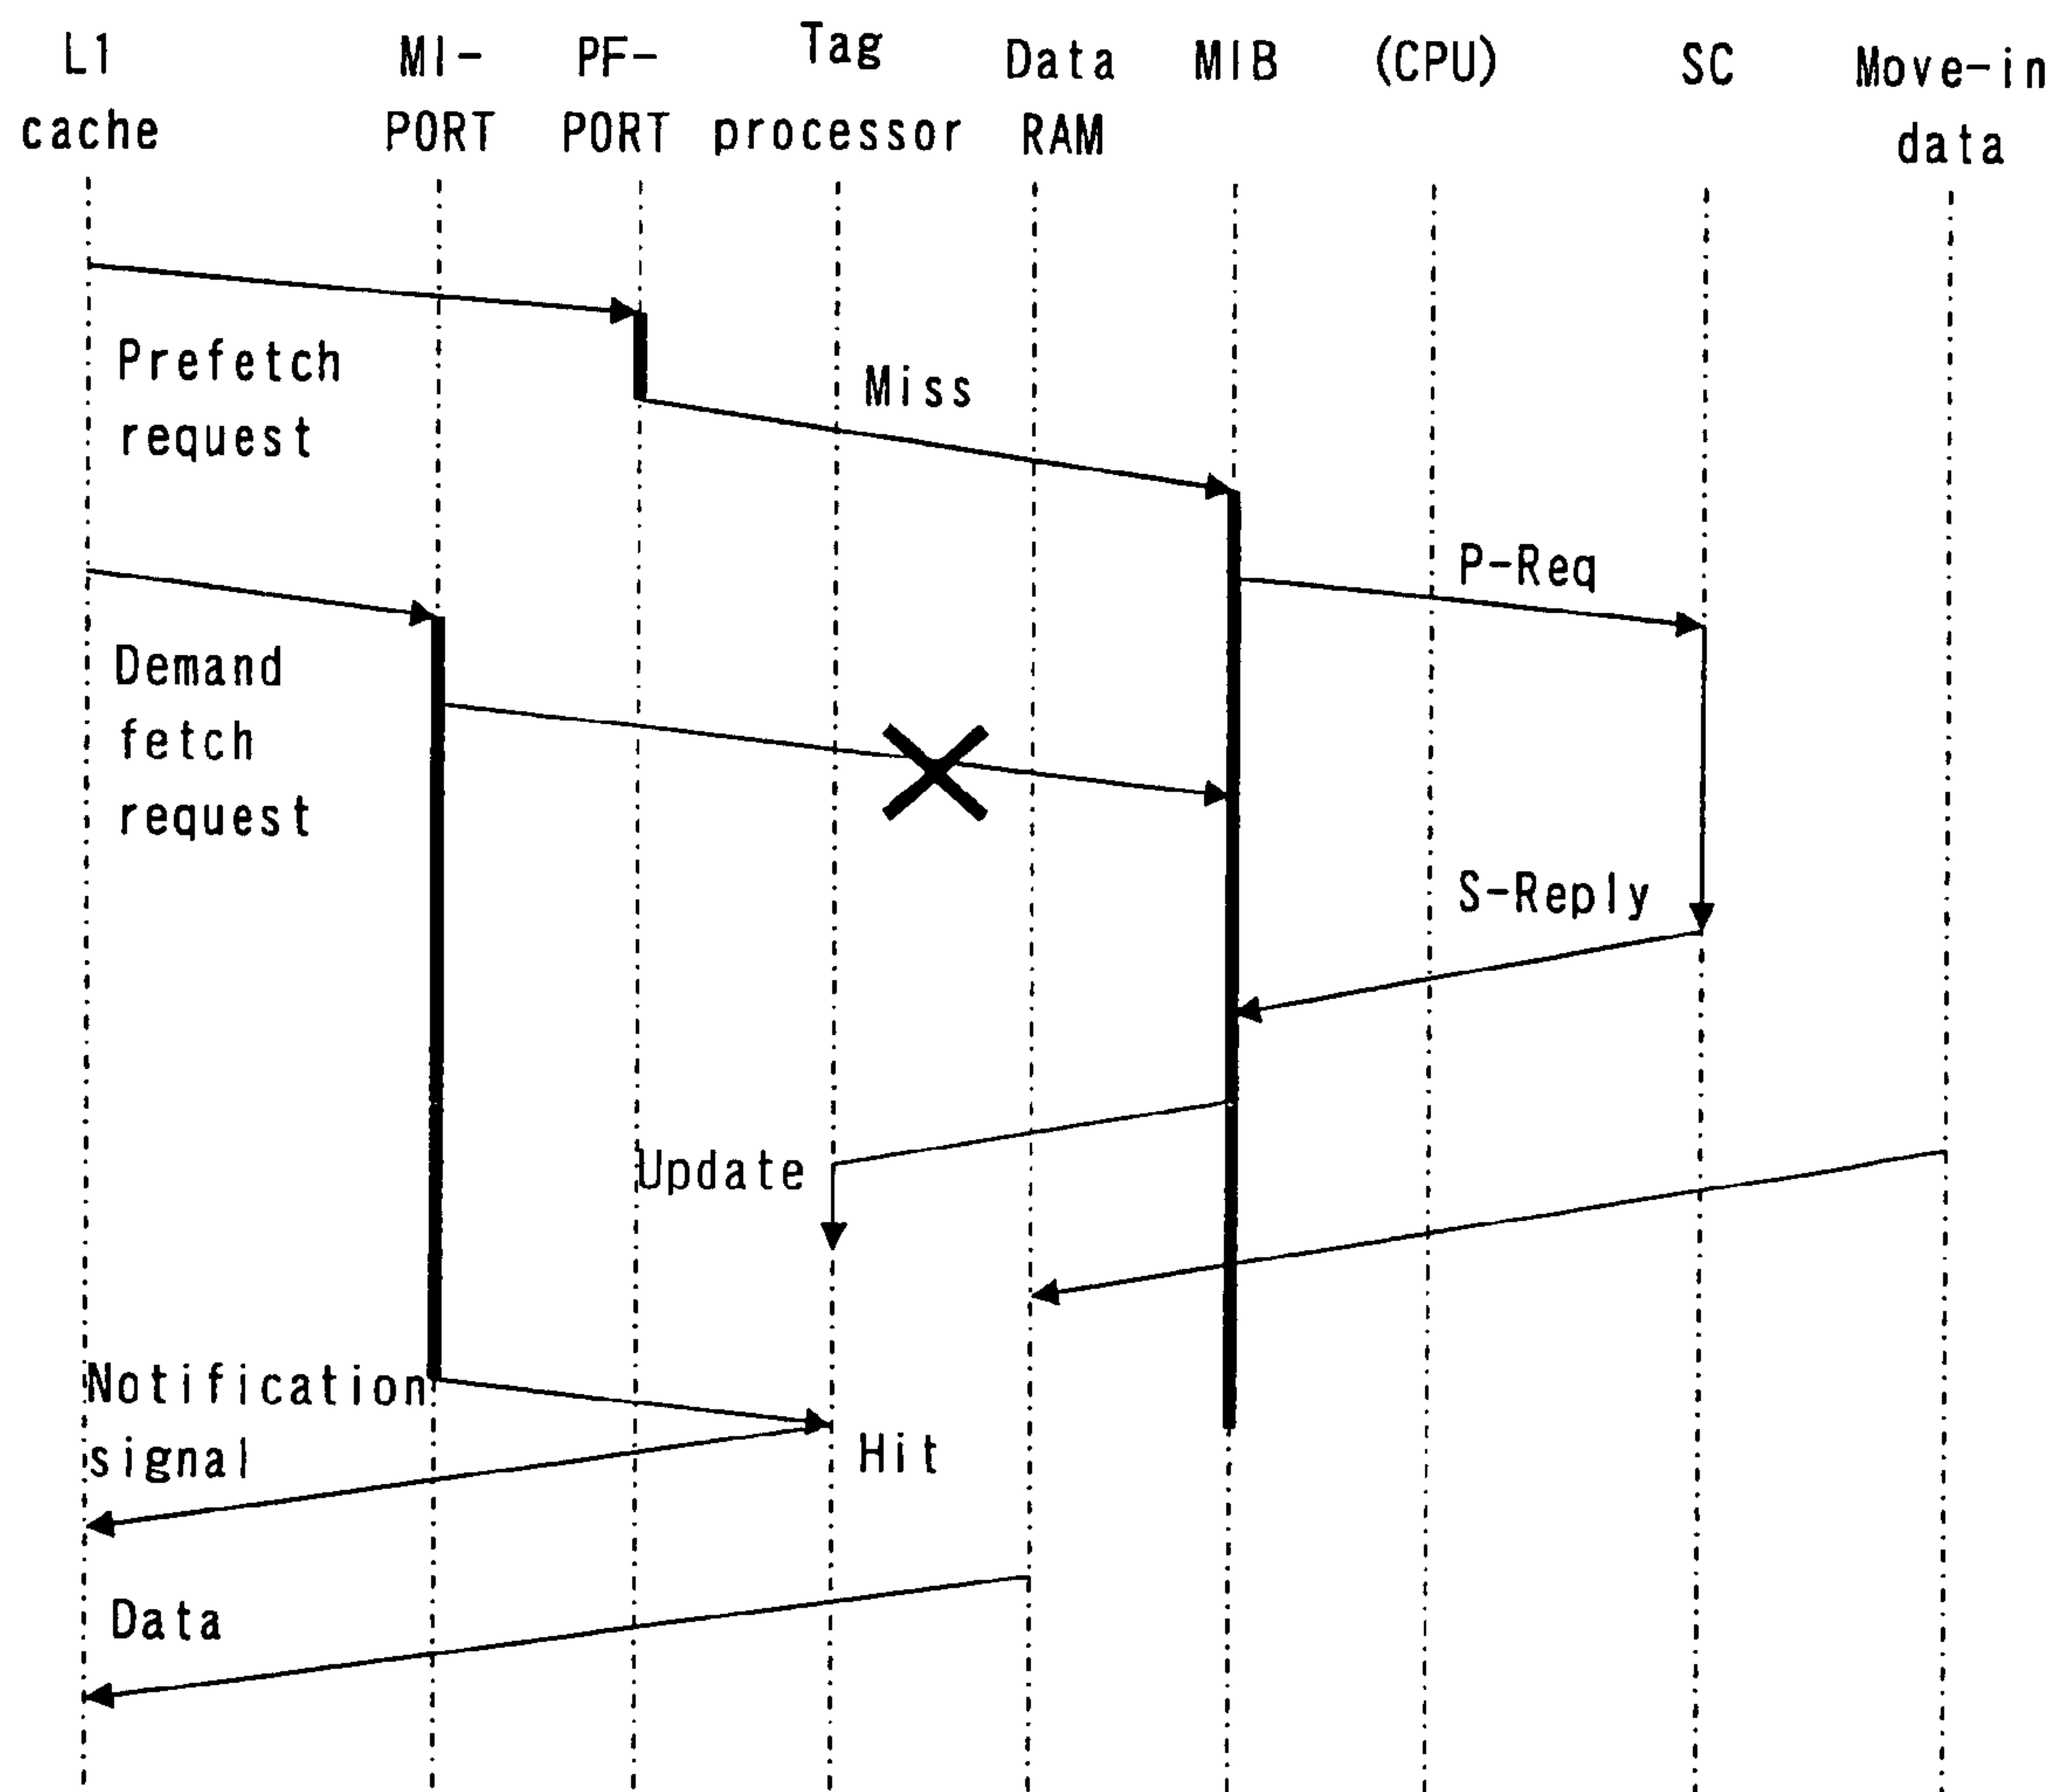 L1
cache
MI-
PORT
PF-
PORT
Tag
processor
Data
RAM
MIB
(CPU)
SC
Move-in
data
Prefetch
request
Miss
P-Req
Demand
fetch
request
S-Reply
Update
Notification
signal
Hit
Data